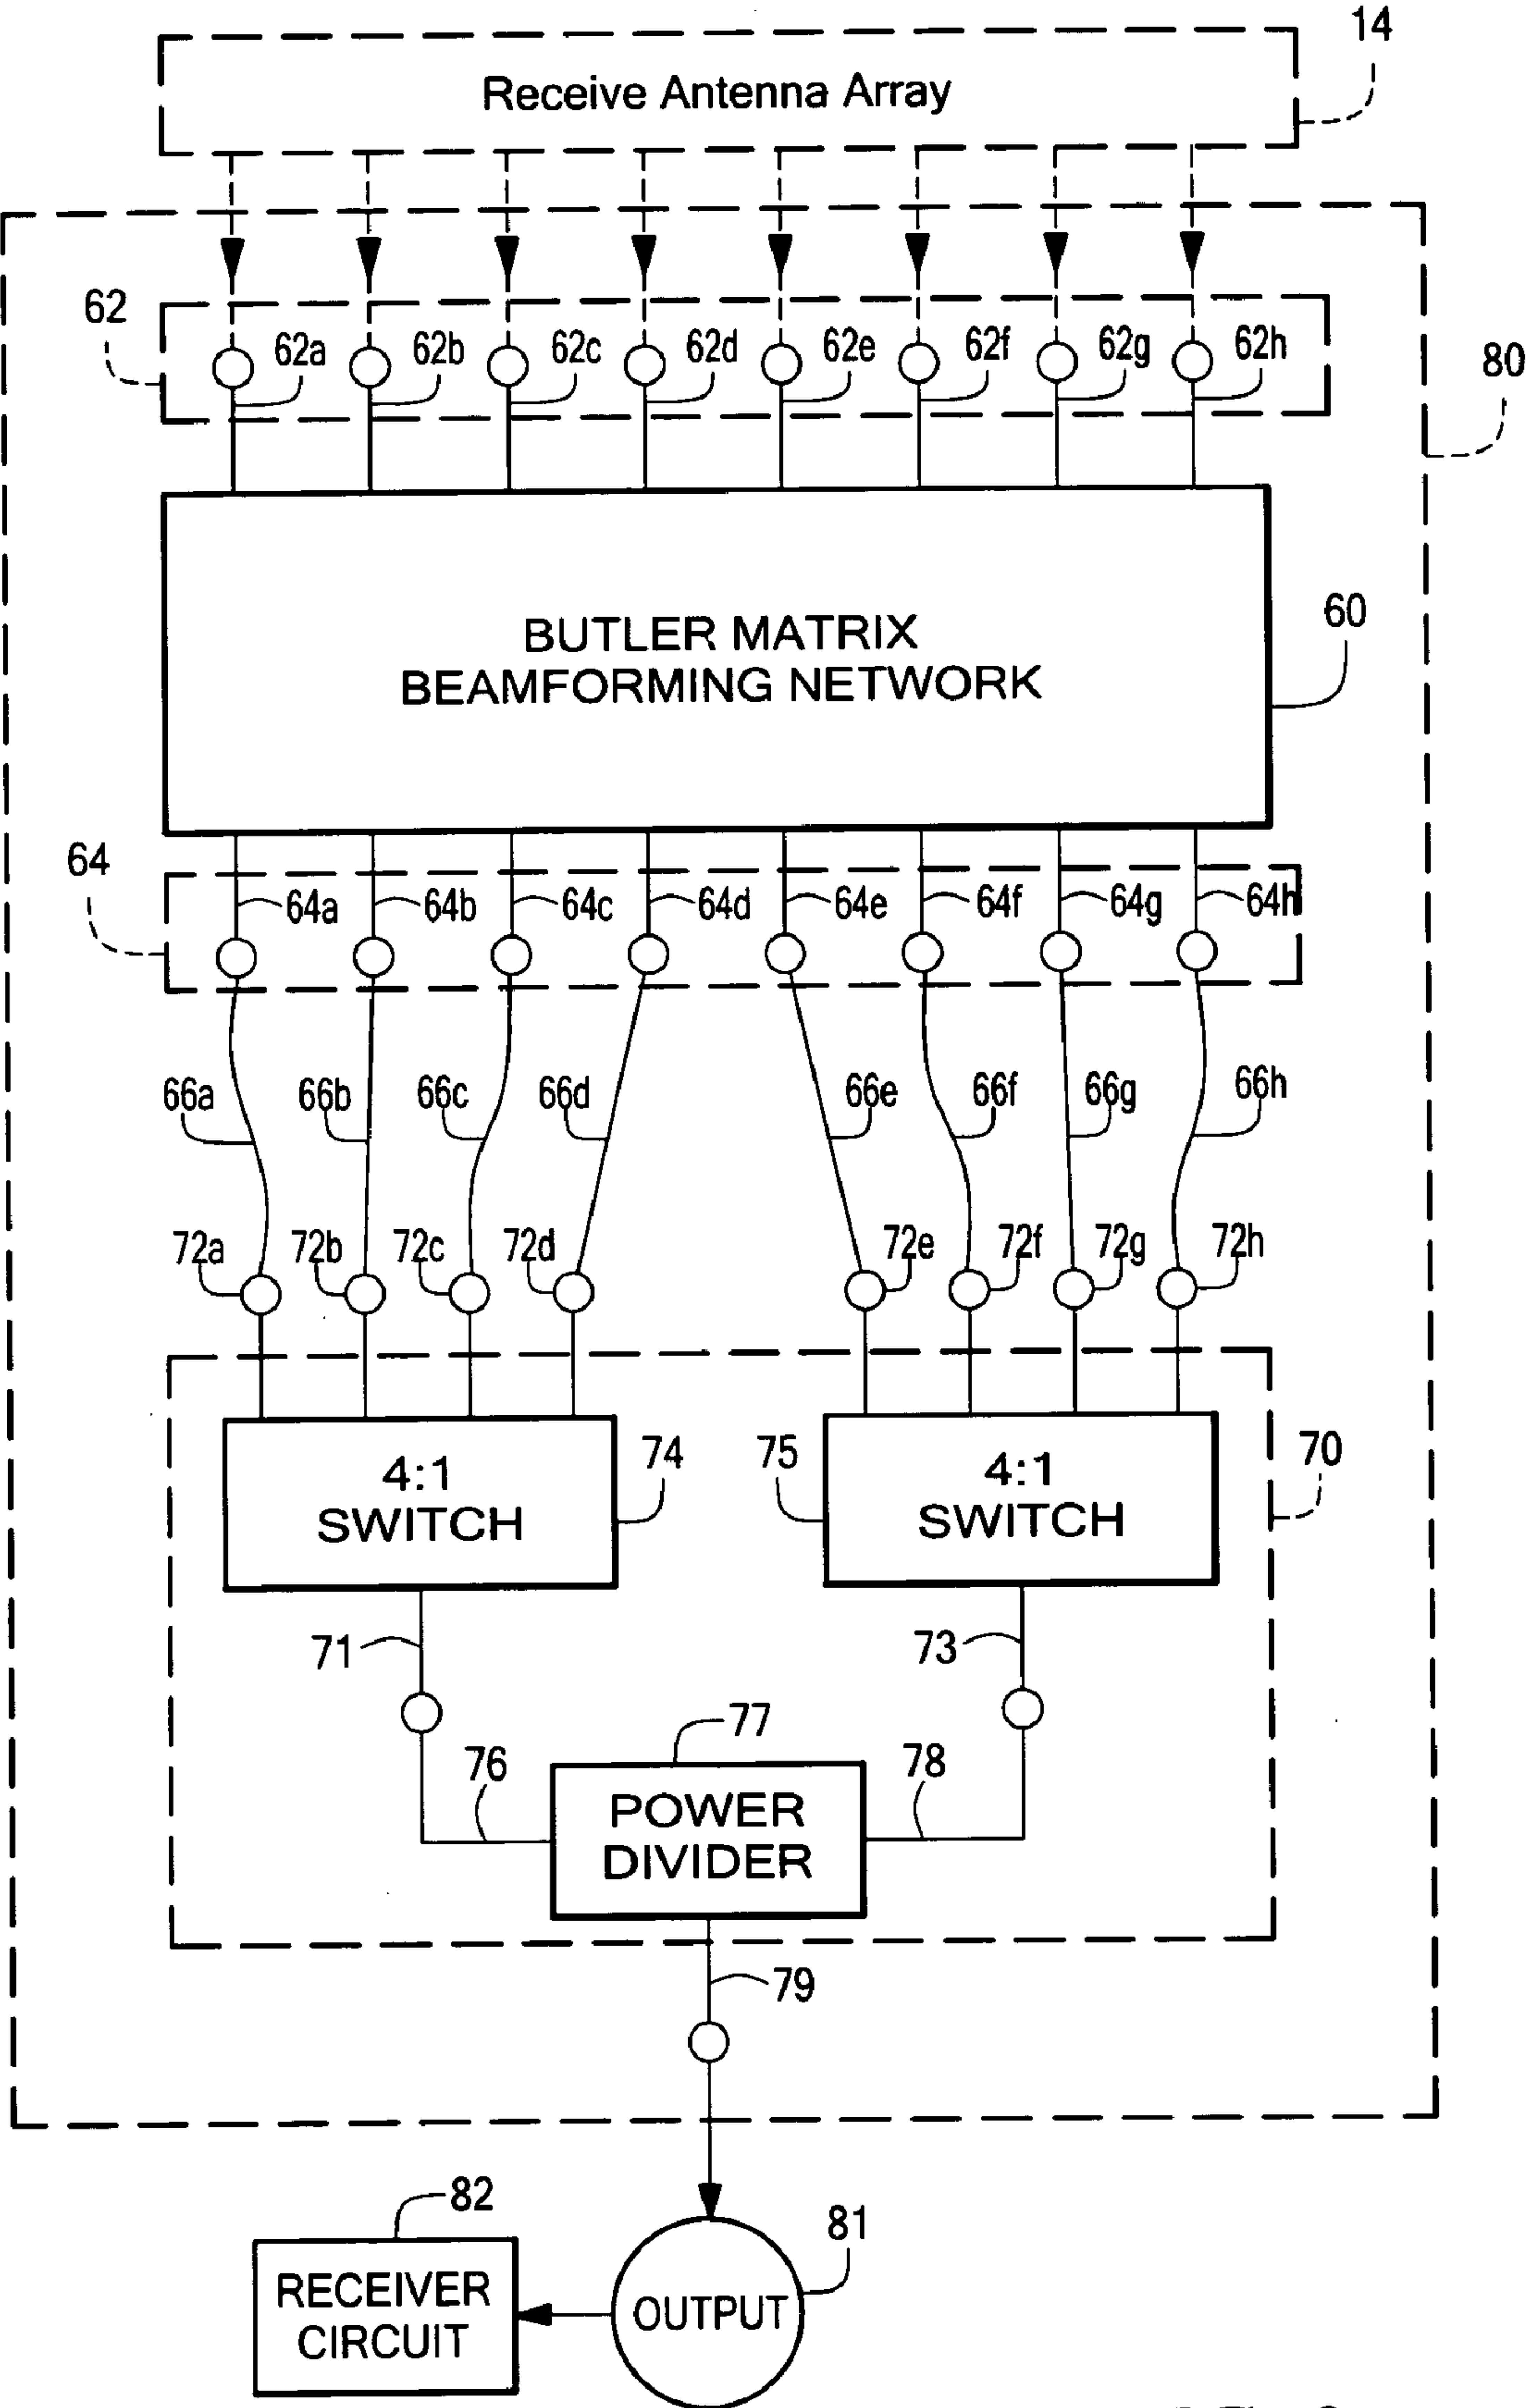 14
Receive Antenna Array
62
62a 62b 62c 62d 62e 62f 62g 62h
80
60
BUTLER MATRIX
BEAMFORMING NETWORK
64
64a 64b 64c 64d 64e 64f 64g 64h
66a 66b 66c 66d 66e 66f 66g 66h
72a 72b 72c 72d 72e 72f 72g 72h
4:1
SWITCH
74
75
4:1
SWITCH
70
71
73
77
76
78
POWER
DIVIDER
79
82
81
RECEIVER
CIRCUIT
OUTPUT